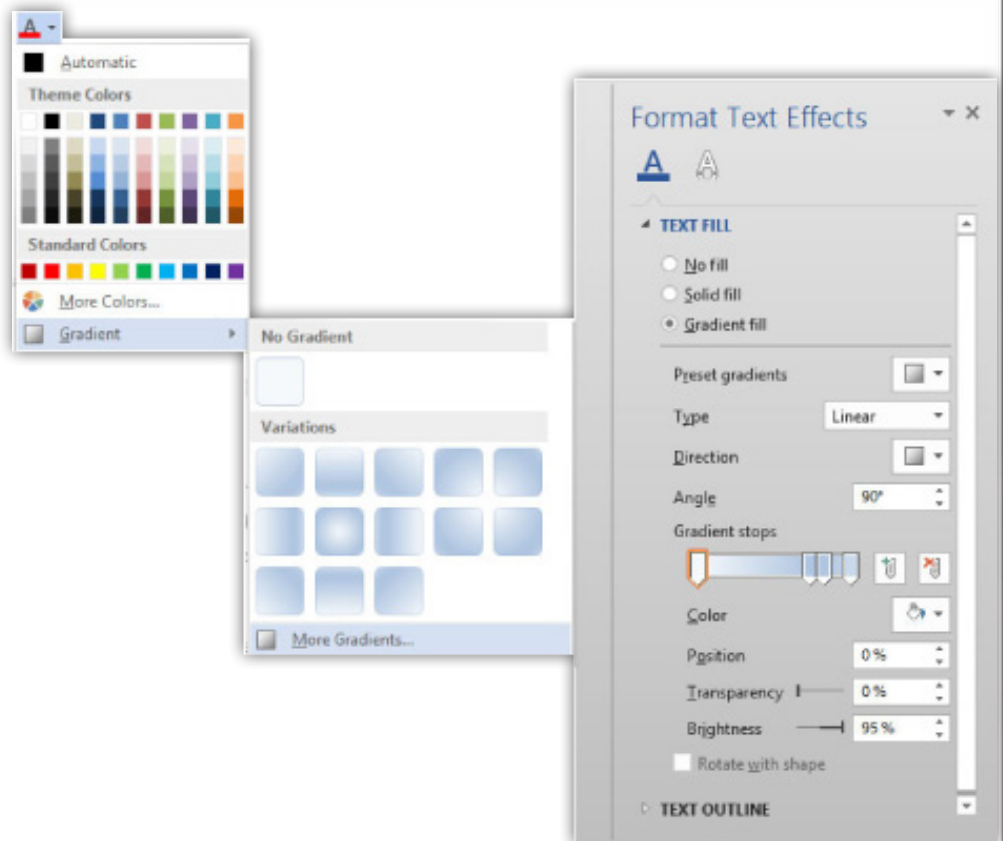 A
Automatic
Theme Colors
Standard Colors
More Colors...
Gradient
No Gradient
Variations
More Gradients...
Format Text Effects
A A
TEXT FILL
No fill
Solid fill
Gradient fill
Preset gradients
Type Linear
Direction
Angle 90°
Gradient stops
Color
Position 0%
Transparency 0%
Brightness 95%
Rotate with shape
TEXT OUTLINE